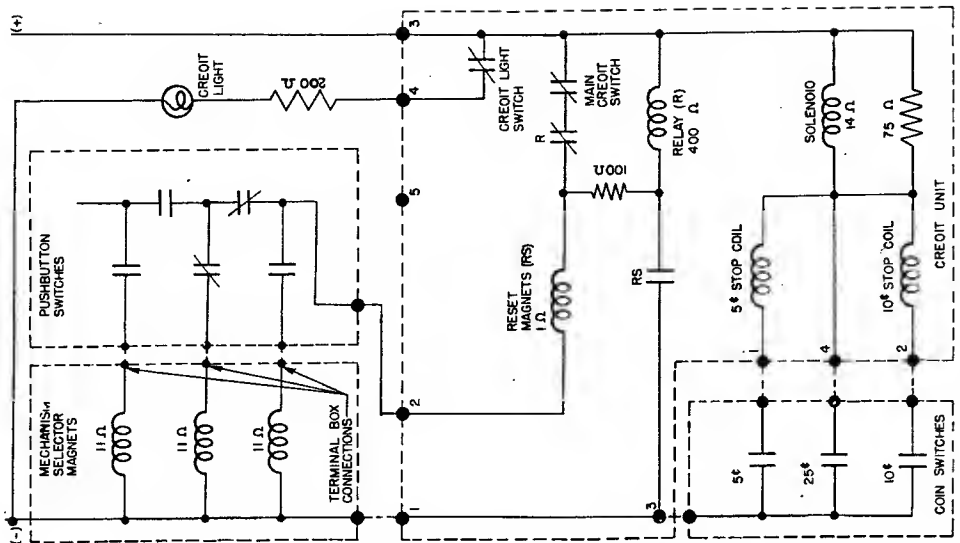 (+)
(-)
CREDIT
LIGHT
200 Ω
3
4
CREDIT LIGHT
SWITCH
MAIN
CREDIT SWITCH
R
RELAY (R)
400 Ω
100Ω
SOLENOID
14 Ω
75 Ω
PUSHBUTTON
SWITCHES
5
RESET
MAGNETS (RS)
1 Ω
RS
5¢ STOP COIL
10¢ STOP COIL
CREDIT UNIT
1
4
2
MECHANISM
SELECTOR
MAGNETS
11 Ω
11 Ω
11 Ω
TERMINAL BOX
CONNECTIONS
2
1
3
5¢
25¢
10¢
COIN SWITCHES